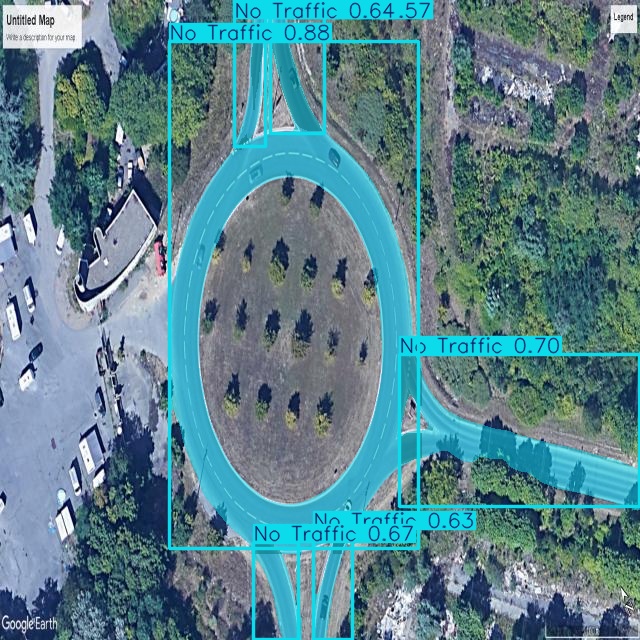 No Traffic 0.64.57
Untitled Map
Write a description for your map.
Legend
No Traffic 0.88
No Traffic 0.70
No Traffic 0.63
No Traffic 0.67
Google Earth